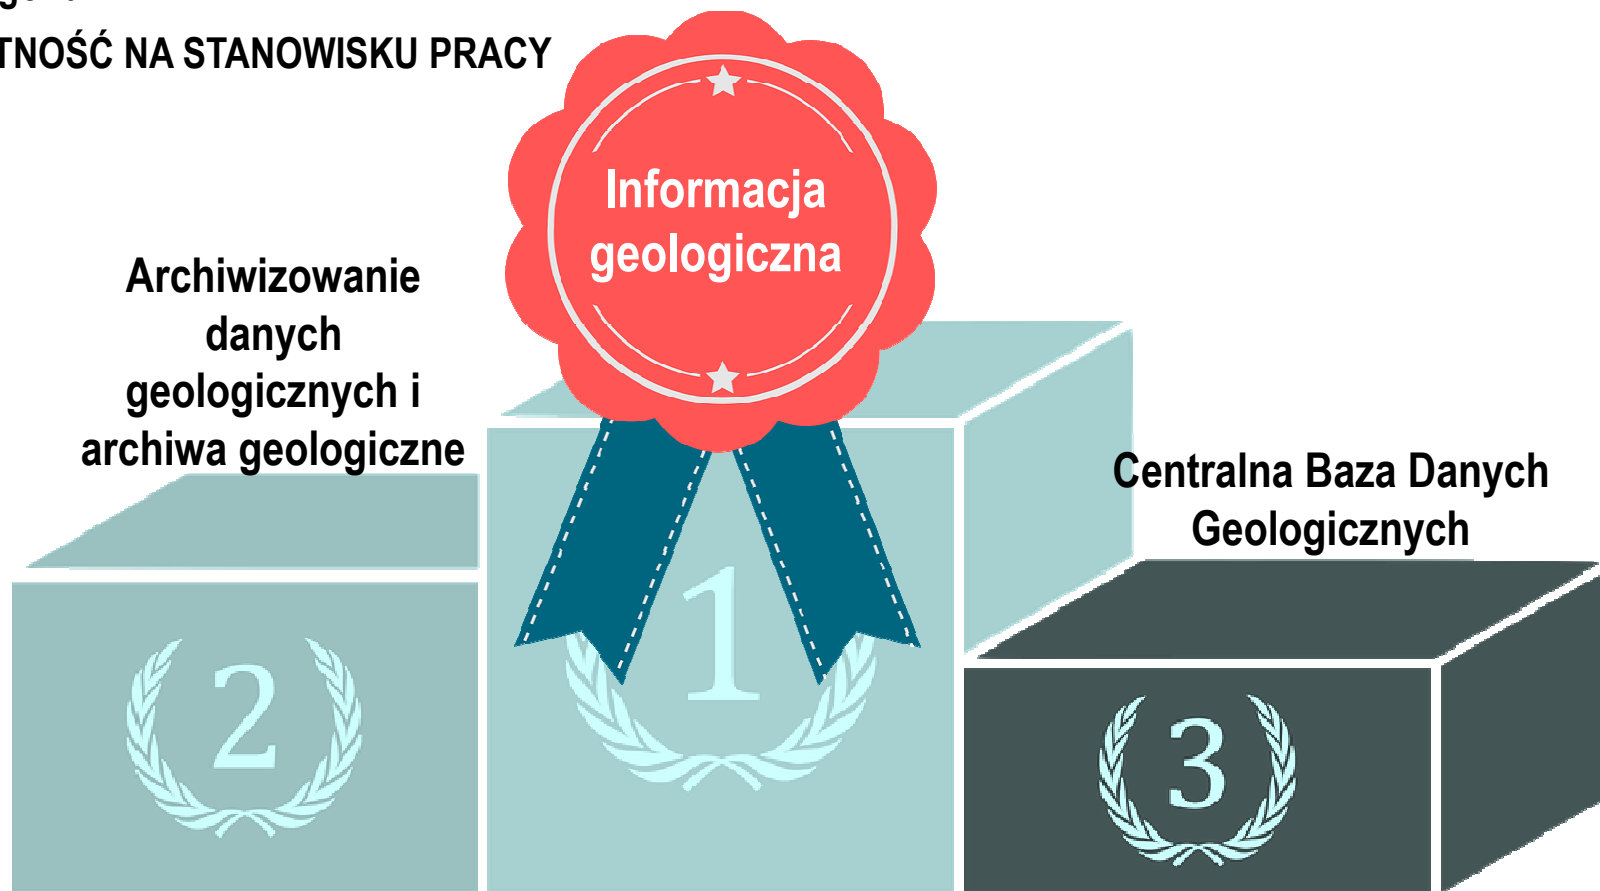 TNOŚĆ NA STANOWISKU PRACY
Informacja
geologiczna
Archiwizowanie
danych
geologicznych i
archiwa geologiczne
Centralna Baza Danych
Geologicznych
2
1
3